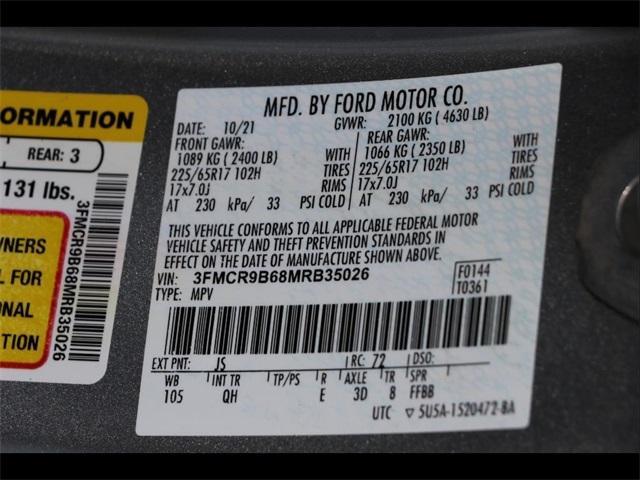 ORMATION
REAR: 3
131 lbs.
WNERS
L FOR
ONAL
TION
3FMCR9B68MRB35026
MFD. BY FORD MOTOR CO.
DATE: 10/21 GVWR: 2100 KG ( 4630 LB)
FRONT GAWR: REAR GAWR:
1089 KG ( 2400 LB) WITH 1066 KG ( 2350 LB) WITH
225/65R17 102H TIRES 225/65R17 102H TIRES
17x7.0J RIMS 17x7.0J RIMS
AT 230 kPa/ 33 PSI COLD AT 230 kPa/ 33 PSI COLD
THIS VEHICLE CONFORMS TO ALL APPLICABLE FEDERAL MOTOR
VEHICLE SAFETY AND THEFT PREVENTION STANDARDS IN
EFFECT ON THE DATE OF MANUFACTURE SHOWN ABOVE.
VIN: 3FMCR9B68MRB35026 F0144
TYPE: MPV T0361
EXT PNT: JS RC: 72 DSO:
WB INT TR TP/PS R AXLE TR SPR
105 QH E 3D 8 FFBB
UTC ▽ 5U5A-1520472-BA